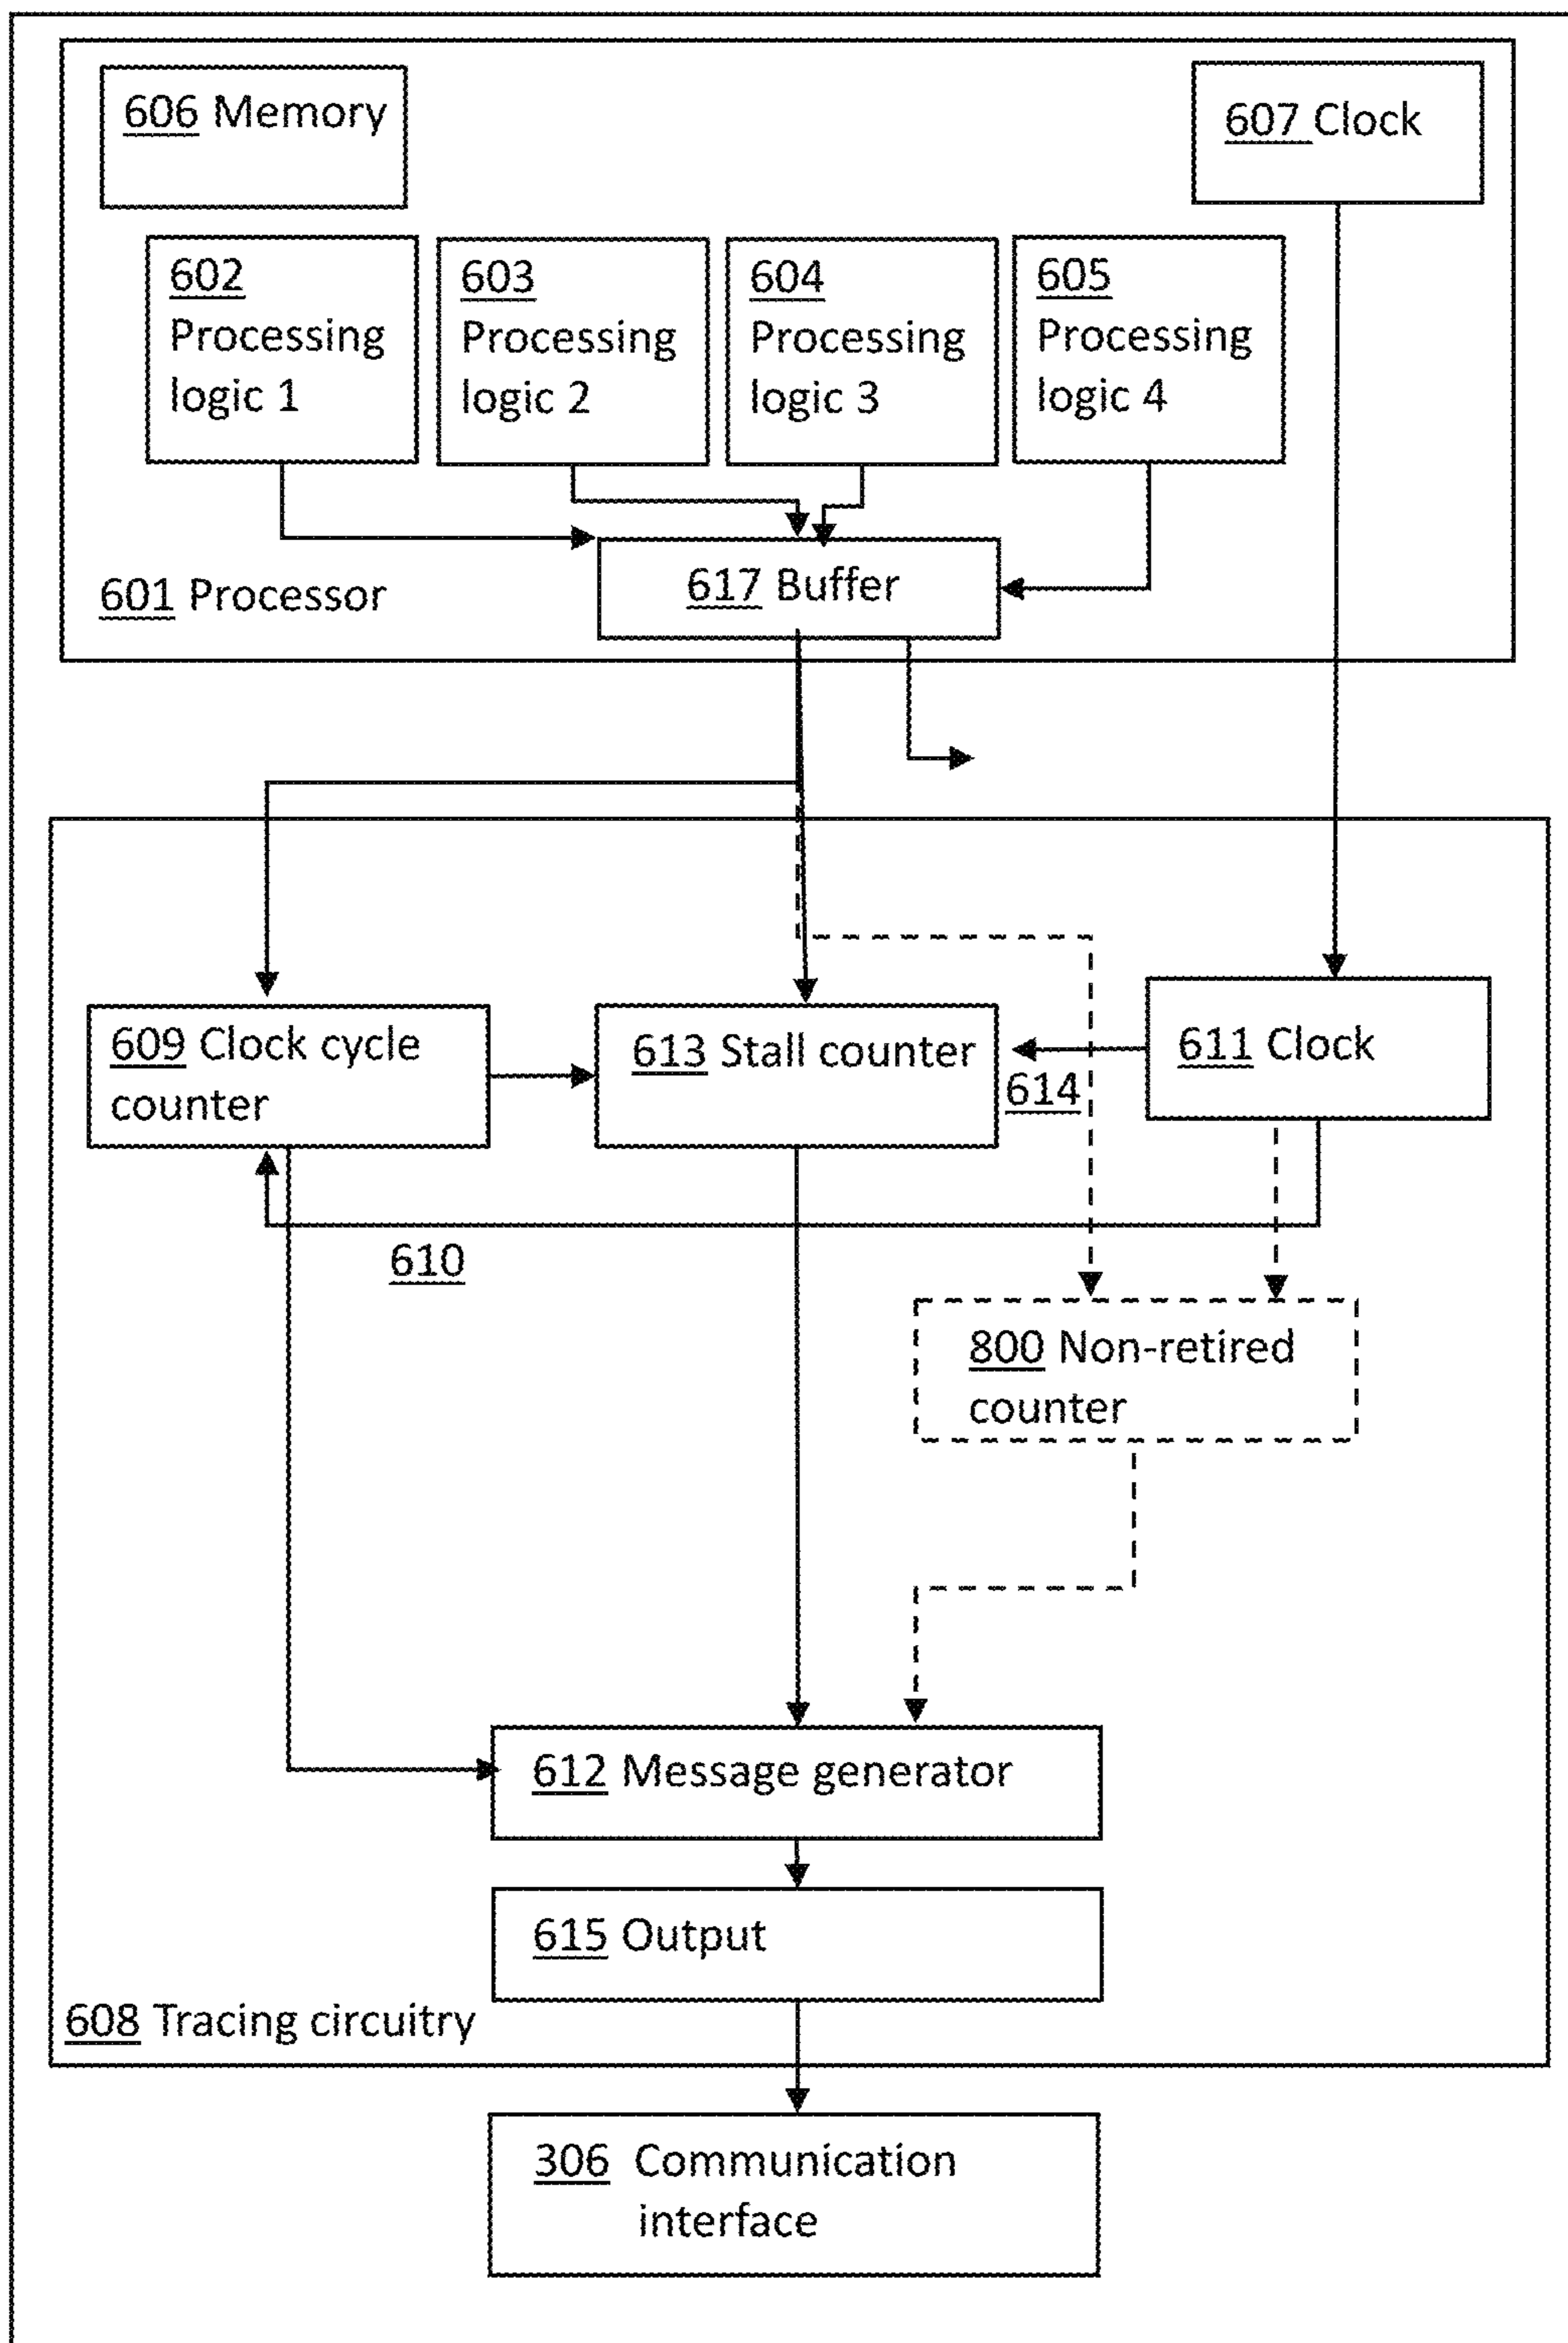 606 Memory
607 Clock
602
Processing
logic 1
603
Processing
logic 2
604
Processing
logic 3
605
Processing
logic 4
617 Buffer
601 Processor
609 Clock cycle
counter
613 Stall counter
611 Clock
614
610
800 Non-retired
counter
612 Message generator
615 Output
608 Tracing circuitry
306 Communication
interface